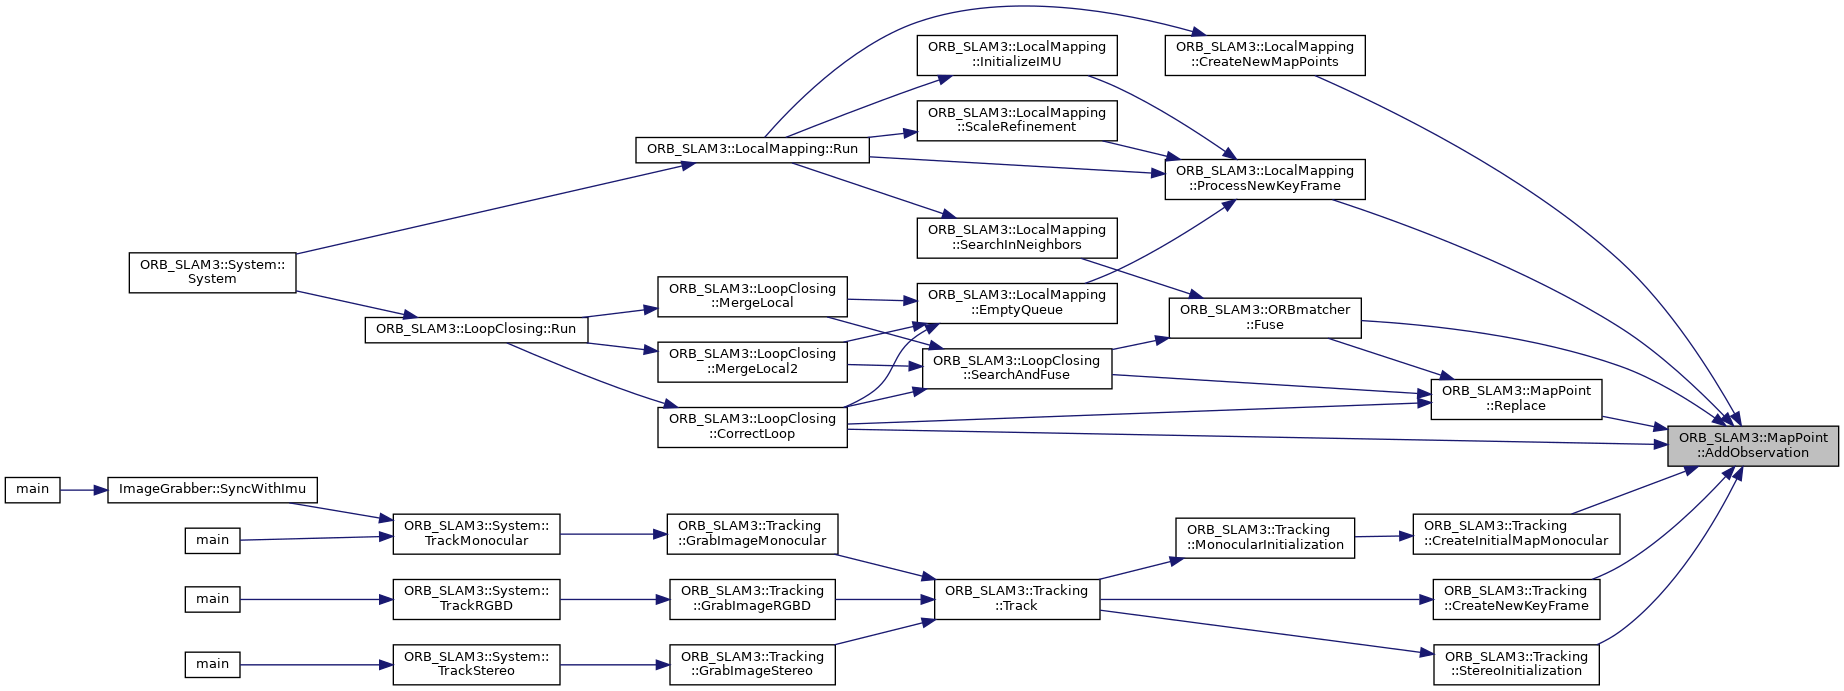 ORB_SLAM3::LocalMapping
::InitializeIMU
ORB_SLAM3::LocalMapping
::CreateNewMapPoints
ORB_SLAM3::LocalMapping
::ScaleRefinement
ORB_SLAM3::LocalMapping::Run
ORB_SLAM3::LocalMapping
::ProcessNewKeyFrame
ORB_SLAM3::LocalMapping
::SearchInNeighbors
ORB_SLAM3::System::
System
ORB_SLAM3::LoopClosing
::MergeLocal
ORB_SLAM3::LocalMapping
::EmptyQueue
ORB_SLAM3::ORBmatcher
::Fuse
ORB_SLAM3::LoopClosing::Run
ORB_SLAM3::LoopClosing
::MergeLocal2
ORB_SLAM3::LoopClosing
::SearchAndFuse
ORB_SLAM3::MapPoint
::Replace
ORB_SLAM3::LoopClosing
::CorrectLoop
ORB_SLAM3::MapPoint
::AddObservation
main
ImageGrabber::SyncWithImu
main
ORB_SLAM3::System::
TrackMonocular
ORB_SLAM3::Tracking
::GrabImageMonocular
ORB_SLAM3::Tracking
::MonocularInitialization
ORB_SLAM3::Tracking
::CreateInitialMapMonocular
main
ORB_SLAM3::System::
TrackRGBD
ORB_SLAM3::Tracking
::GrabImageRGBD
ORB_SLAM3::Tracking
::Track
ORB_SLAM3::Tracking
::CreateNewKeyFrame
main
ORB_SLAM3::System::
TrackStereo
ORB_SLAM3::Tracking
::GrabImageStereo
ORB_SLAM3::Tracking
::StereoInitialization